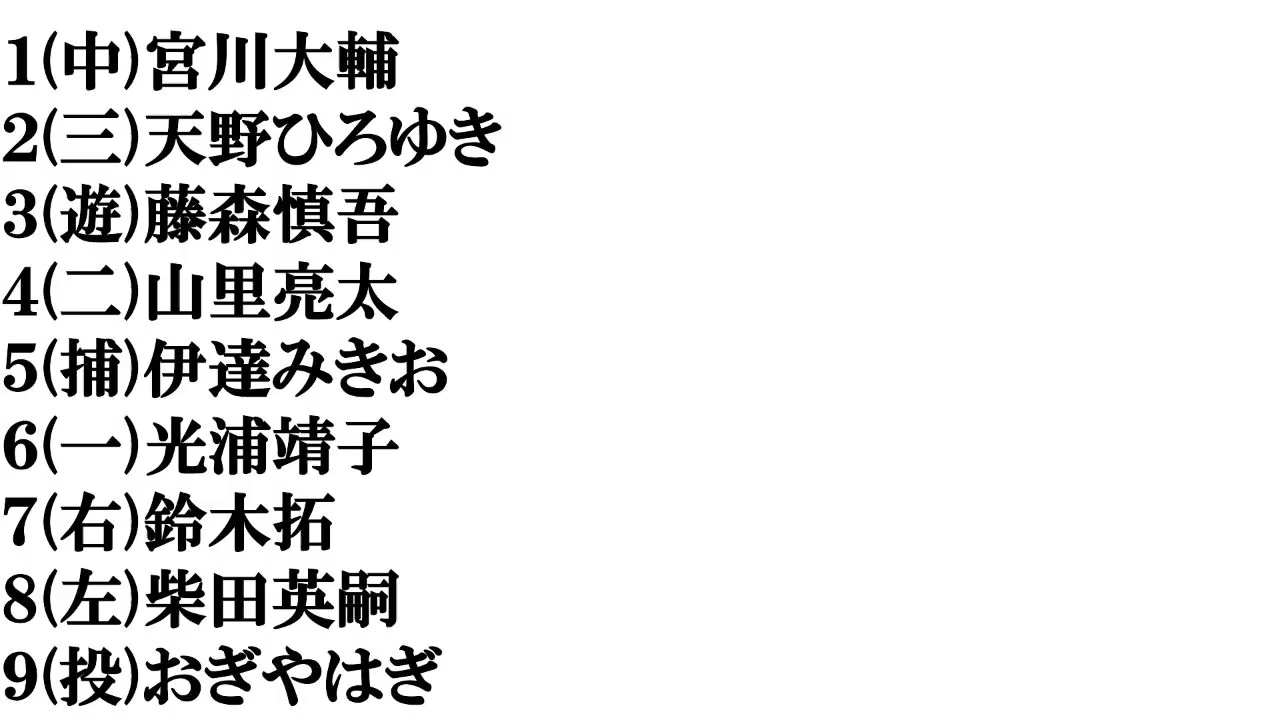 1(中)宮川大輔
2(三)天野ひろゆき
3(遊)藤森慎吾
4(二)山里亮太
5(捕)伊達みきお
6(一)光浦靖子
7(右)鈴木拓
8(左)柴田英嗣
9(投)おぎやはぎ